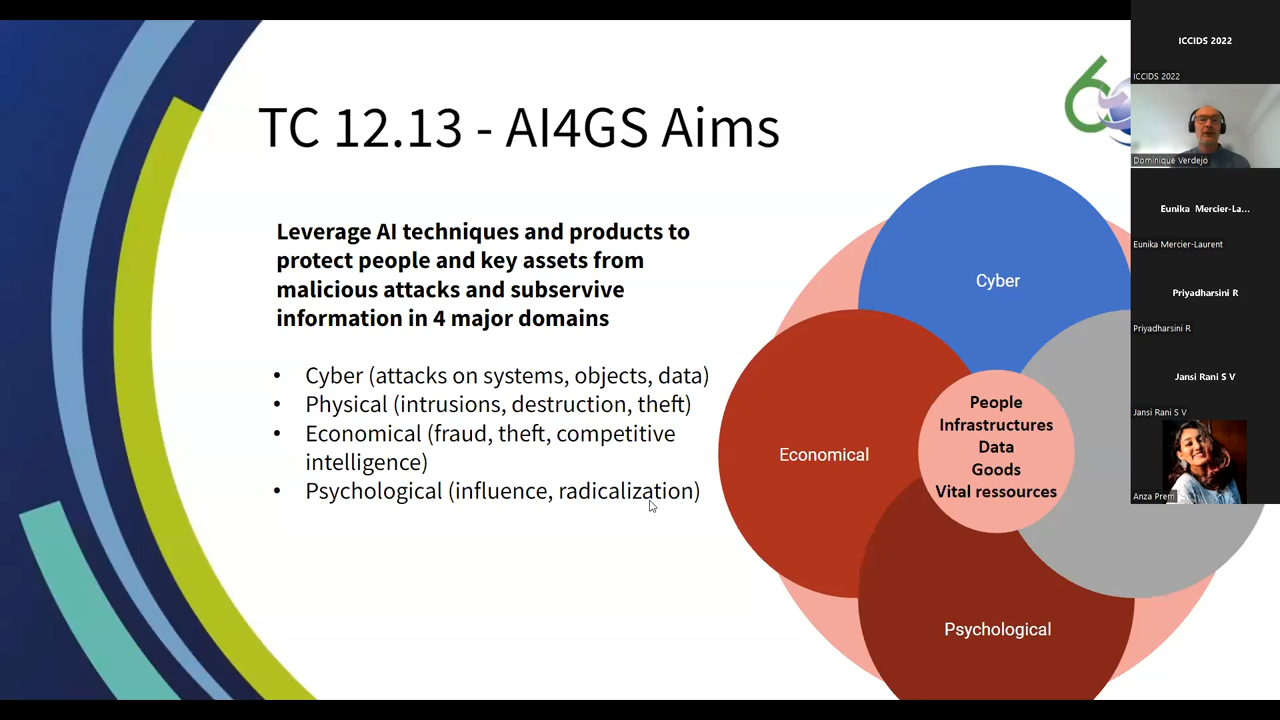 TC 12.13 - AI4GS Aims
Leverage AI techniques and products to
protect people and key assets from
malicious attacks and subservive
information in 4 major domains
• Cyber (attacks on systems, objects, data)
• Physical (intrusions, destruction, theft)
• Economical (fraud, theft, competitive
intelligence)
• Psychological (influence, radicalization)
Cyber
Economical
People
Infrastructures
Data
Goods
Vital ressources
Psychological
6
ICCIDS 2022
ICCIDS 2022
Dominique Verdejo
Eunika Mercier-La...
Eunika Mercier-Laurent
Priyadharsini R
Priyadharsini R
Jansi Rani S V
Jansi Rani S V
Anza Prem